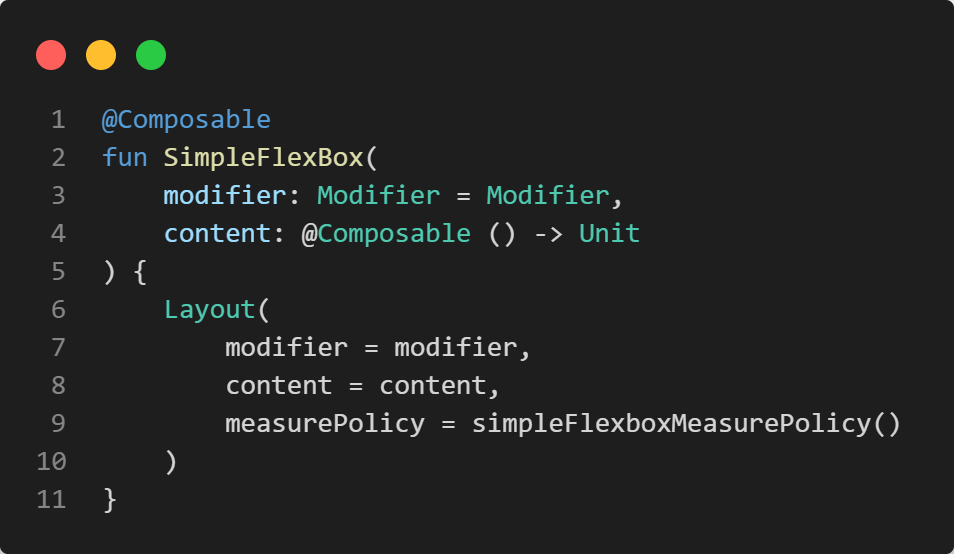 1 @Composable
2 fun SimpleFlexBox(
3     modifier: Modifier = Modifier,
4     content: @Composable () -> Unit
5 ) {
6     Layout(
7         modifier = modifier,
8         content = content,
9         measurePolicy = simpleFlexboxMeasurePolicy()
10     )
11 }